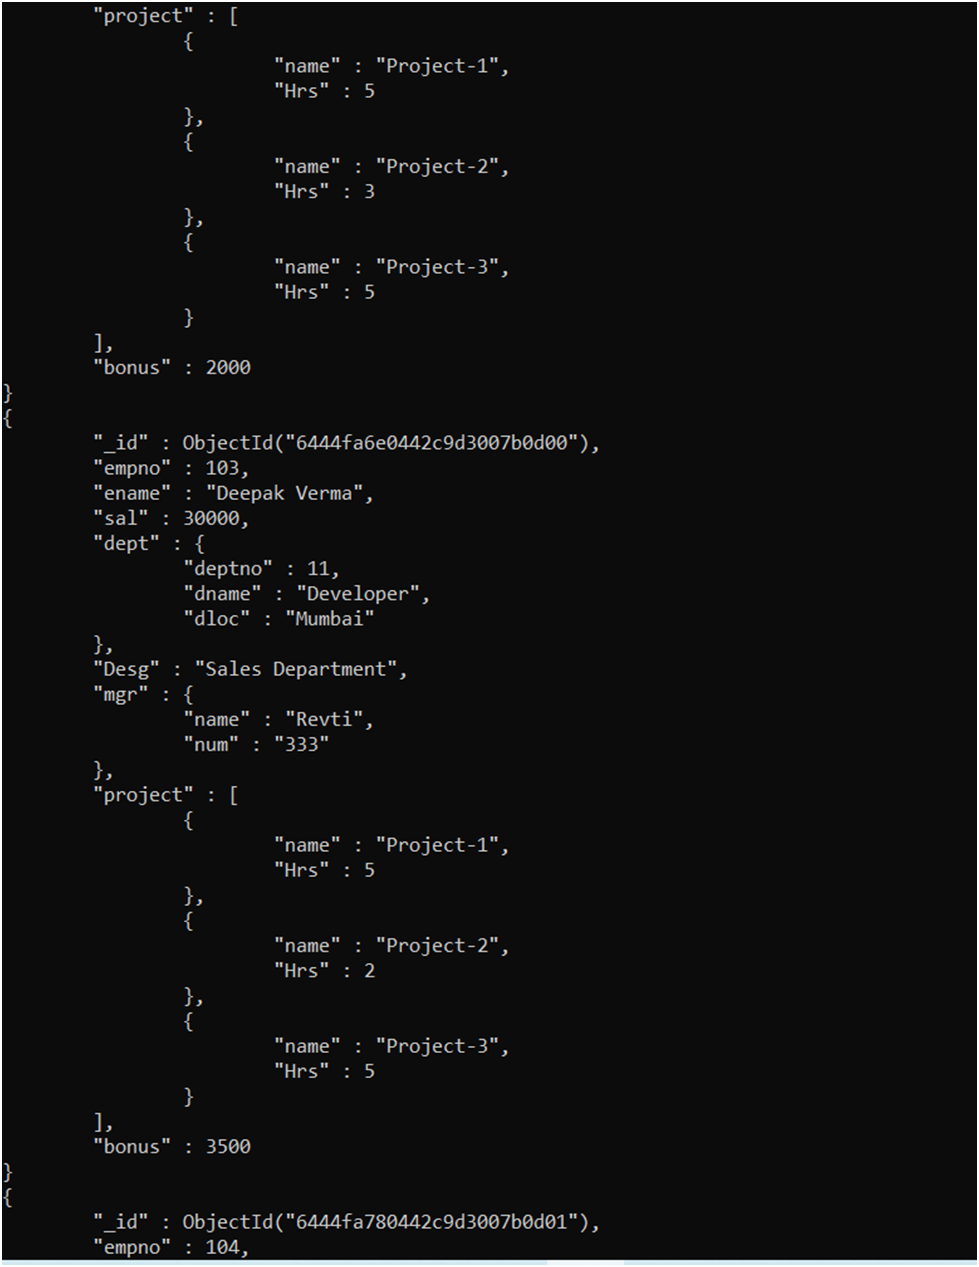 "project" : [
{
"name" : "Project-1",
"Hrs" : 5
},
{
"name" : "Project-2",
"Hrs" : 3
},
{
"name" : "Project-3",
"Hrs" : 5
}
],
"bonus" : 2000
}
{
"_id" : ObjectId("6444fa6e0442c9d3007b0d00"),
"empno" : 103,
"ename" : "Deepak Verma",
"sal" : 30000,
"dept" : {
"deptno" : 11,
"dname" : "Developer",
"dloc" : "Mumbai"
},
"Desg" : "Sales Department",
"mgr" : {
"name" : "Revti",
"num" : "333"
},
"project" : [
{
"name" : "Project-1",
"Hrs" : 5
},
{
"name" : "Project-2",
"Hrs" : 2
},
{
"name" : "Project-3",
"Hrs" : 5
}
],
"bonus" : 3500
}
{
"_id" : ObjectId("6444fa780442c9d3007b0d01"),
"empno" : 104,